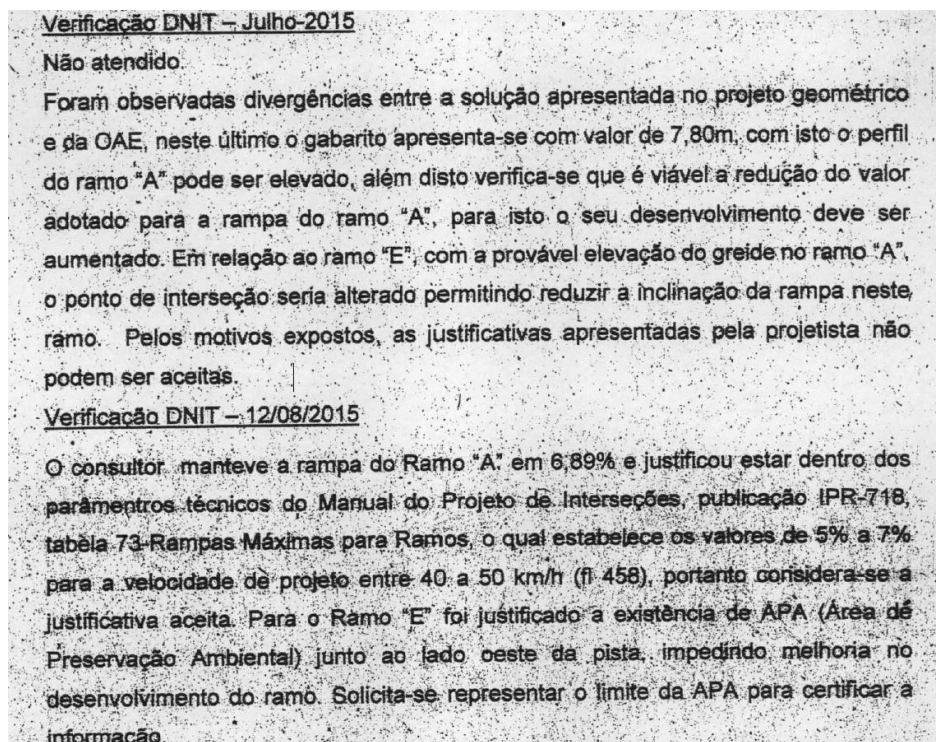 Verificação DNIT – Julho-2015
Não atendido.
Foram observadas divergências entre a solução apresentada no projeto geométrico
e da OAE, neste último o gabarito apresenta-se com valor de 7,80m, com isto o perfil
do ramo "A" pode ser elevado, além disto verifica-se que é viável a redução do valor
adotado para a rampa do ramo "A", para isto o seu desenvolvimento deve ser
aumentado. Em relação ao ramo "E", com a provável elevação do greide no ramo "A",
o ponto de interseção seria alterado permitindo reduzir a inclinação da rampa neste
ramo. Pelos motivos expostos, as justificativas apresentadas pela projetista não
podem ser aceitas.
Verificação DNIT – 12/08/2015
O consultor manteve a rampa do Ramo "A" em 6,89% e justificou estar dentro dos
parâmentros técnicos do Manual do Projeto de Interseções, publicação IPR-718,
tabela 73-Rampas Máximas para Ramos, o qual estabelece os valores de 5% a 7%
para a velocidade de projeto entre 40 a 50 km/h (fl 458), portanto considera-se a
justificativa aceita. Para o Ramo "E" foi justificado a existência de APA (Área de
Preservação Ambiental) junto ao lado oeste da pista, impedindo melhoria no
desenvolvimento do ramo. Solicita-se representar o limite da APA para certificar a
informação.